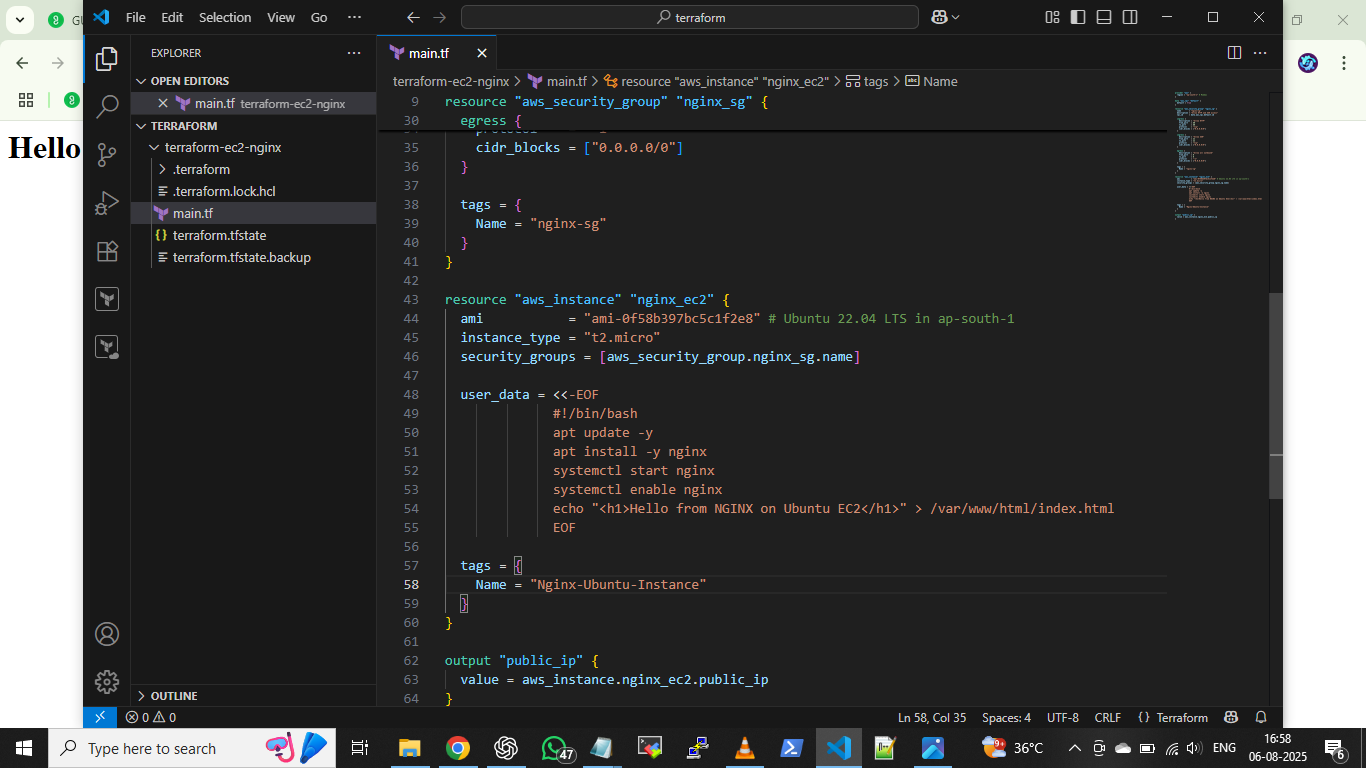 GU
File Edit Selection View Go ···
terraform
EXPLORER
OPEN EDITORS
main.tf terraform-ec2-nginx
TERRAFORM
terraform-ec2-nginx
.terraform
.terraform.lock.hcl
main.tf
terraform.tfstate
terraform.tfstate.backup
OUTLINE
Hello
main.tf
terraform-ec2-nginx > main.tf > resource "aws_instance" "nginx_ec2" > tags > Name
9 resource "aws_security_group" "nginx_sg" {
30 egress {
35 cidr_blocks = ["0.0.0.0/0"]
36 }
37
38 tags = {
39 Name = "nginx-sg"
40 }
41 }
42
43 resource "aws_instance" "nginx_ec2" {
44 ami = "ami-0f58b397bc5c1f2e8" # Ubuntu 22.04 LTS in ap-south-1
45 instance_type = "t2.micro"
46 security_groups = [aws_security_group.nginx_sg.name]
47
48 user_data = <<-EOF
49 #!/bin/bash
50 apt update -y
51 apt install -y nginx
52 systemctl start nginx
53 systemctl enable nginx
54 echo "<h1>Hello from NGINX on Ubuntu EC2</h1>" > /var/www/html/index.html
55 EOF
56
57 tags = {
58 Name = "Nginx-Ubuntu-Instance"
59 }
60 }
61
62 output "public_ip" {
63 value = aws_instance.nginx_ec2.public_ip
64 }
0 0 Ln 58, Col 35 Spaces: 4 UTF-8 CRLF {} Terraform
Type here to search
47
36°C ENG 16:58
06-08-2025
6